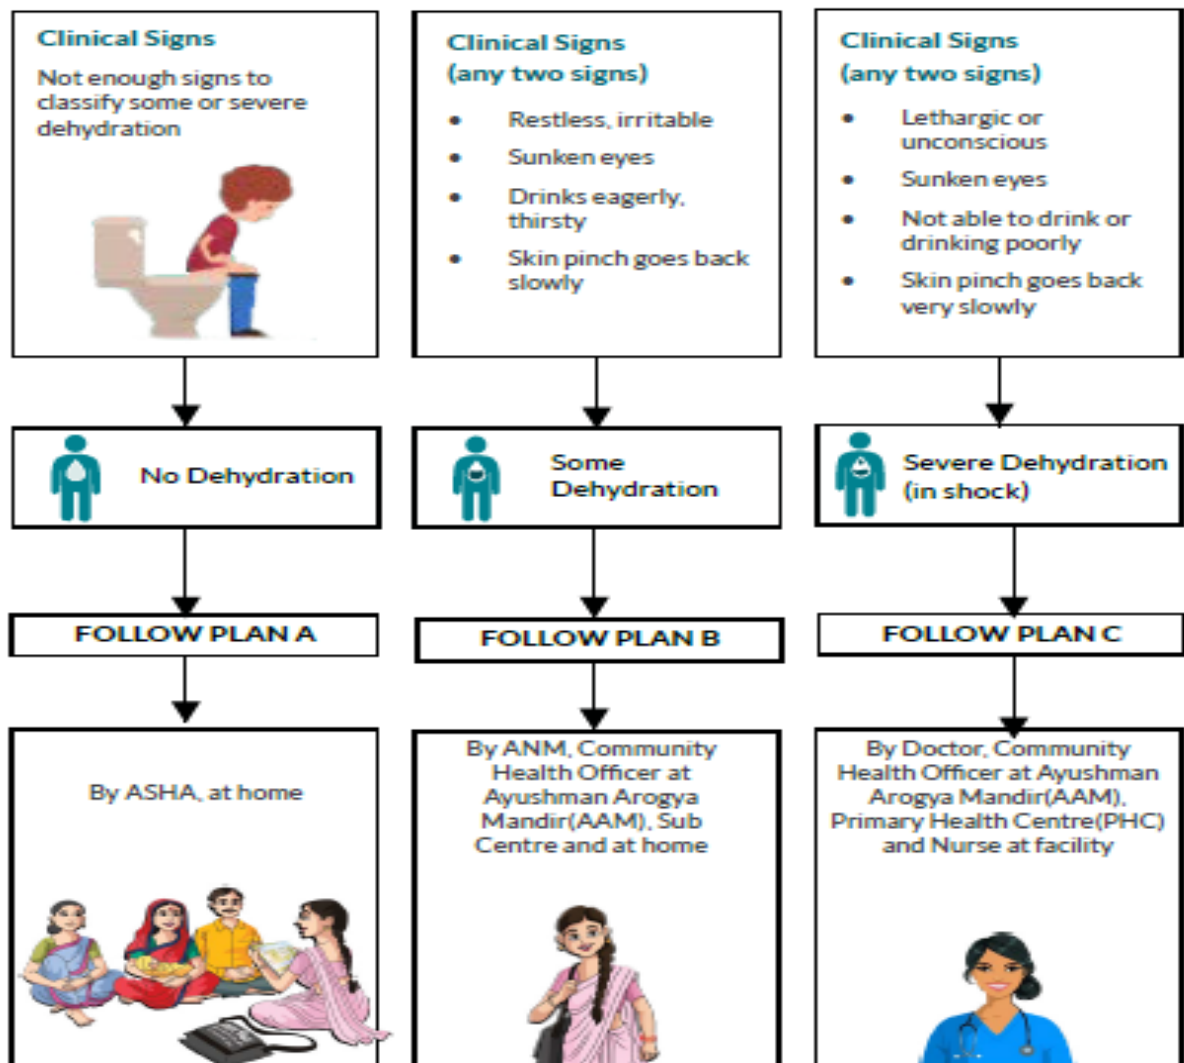 Clinical Signs
Not enough signs to
classify some or severe
dehydration
Clinical Signs
(any two signs)
• Restless, irritable
• Sunken eyes
• Drinks eagerly,
thirsty
• Skin pinch goes back
slowly
Clinical Signs
(any two signs)
• Lethargic or
unconscious
• Sunken eyes
• Not able to drink or
drinking poorly
• Skin pinch goes back
very slowly
No Dehydration
Some
Dehydration
Severe Dehydration
(in shock)
FOLLOW PLAN A
FOLLOW PLAN B
FOLLOW PLAN C
By ASHA, at home
By ANM, Community
Health Officer at
Ayushman Arogya
Mandir(AAM), Sub
Centre and at home
By Doctor, Community
Health Officer at Ayushman
Arogya Mandir(AAM),
Primary Health Centre(PHC)
and Nurse at facility